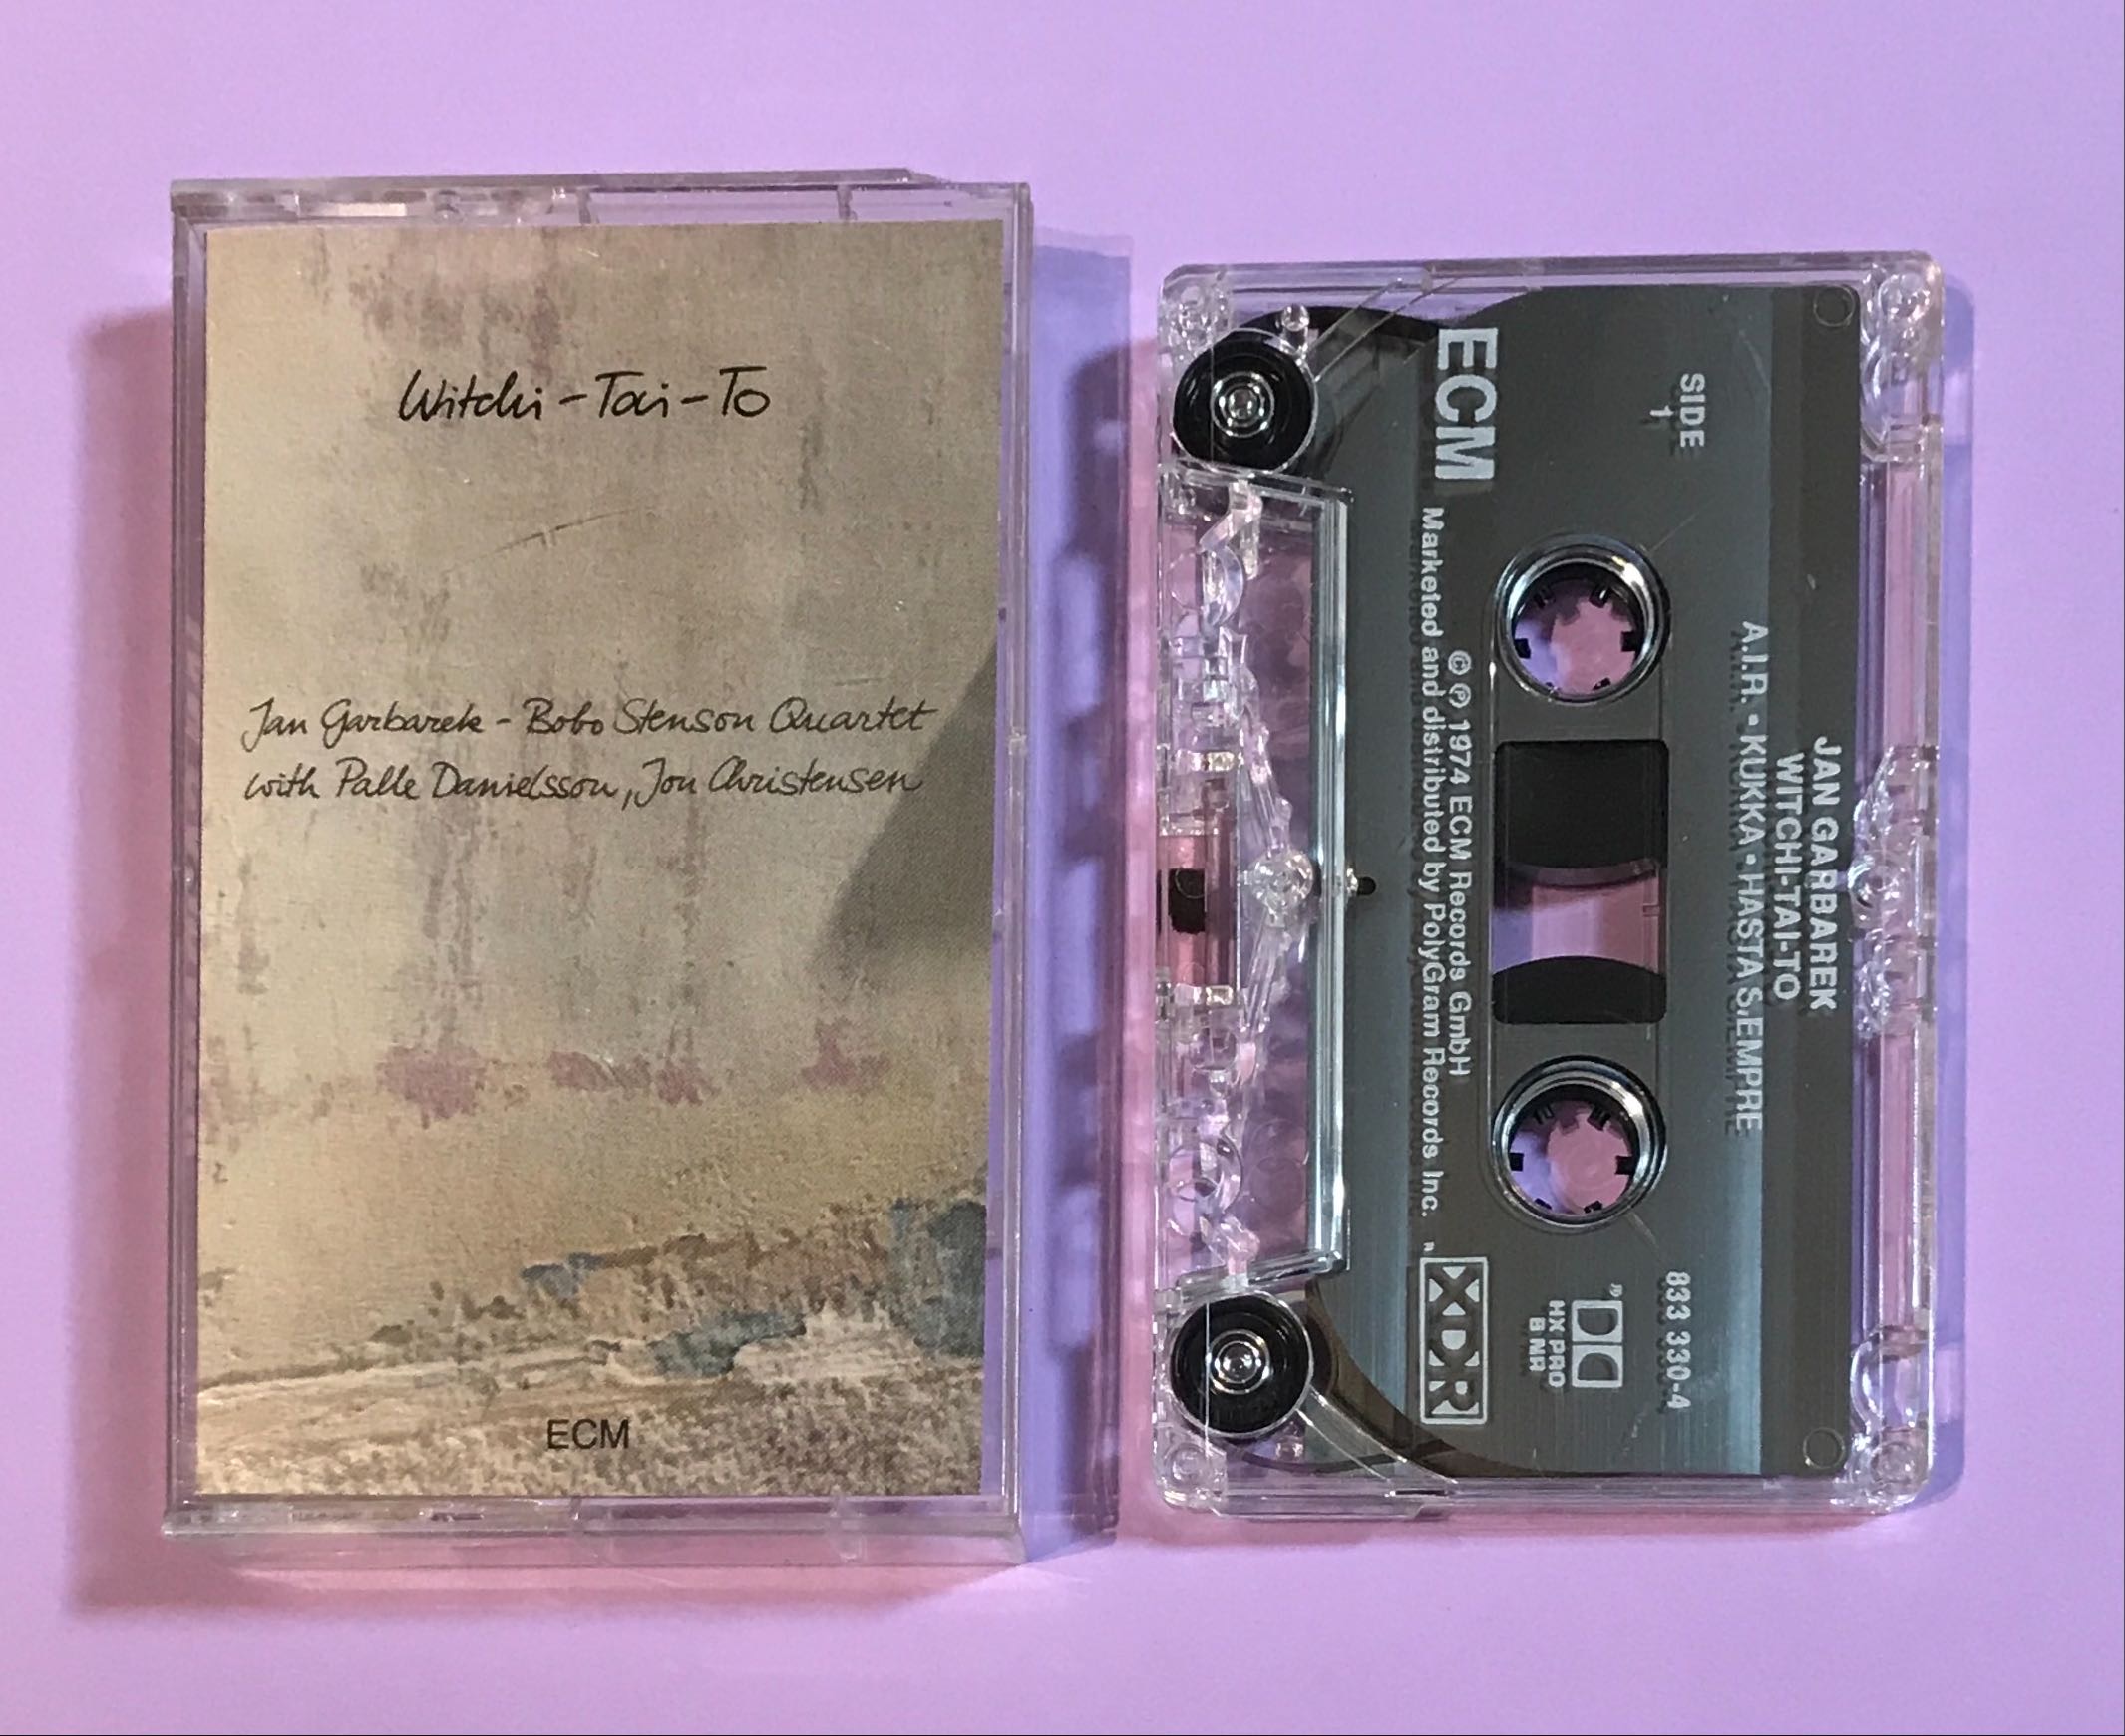 Witchi-Tai-To
Jan Garbarek - Bobo Stenson Quartet
with Palle Danielsson, Jon Christensen
ECM
JAN GARBAREK
WITCHI-TAI-TO
A.I.R. • KUKKA • HASTA S.EMPRE
SIDE
1
833 330-4
HX PRO
B NR
ECM
© ℗ 1974 ECM Records GmbH
Marketed and distributed by PolyGram Records Inc.
XDR